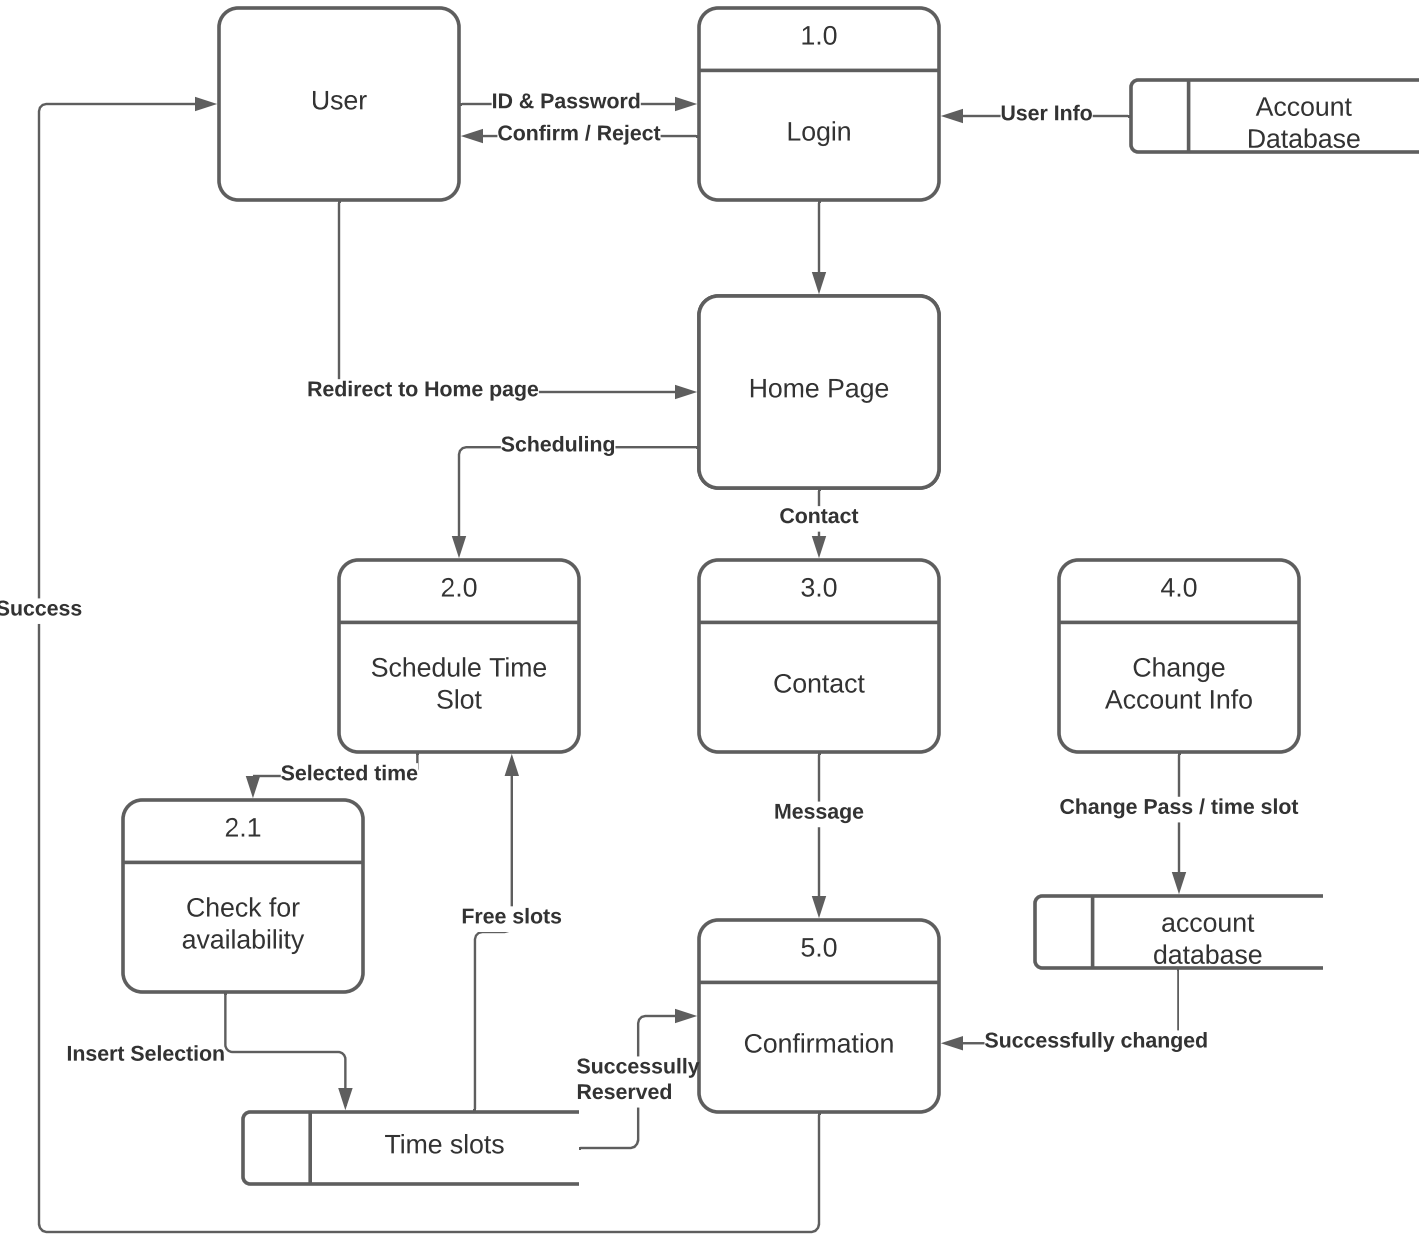 User
1.0
Login
ID & Password
Confirm / Reject
User Info
Account
Database
Redirect to Home page
Home Page
Scheduling
Contact
Success
2.0
Schedule Time
Slot
3.0
Contact
4.0
Change
Account Info
Selected time
2.1
Check for
availability
Message
Change Pass / time slot
Free slots
account
database
5.0
Confirmation
Successfully changed
Insert Selection
Successully
Reserved
Time slots